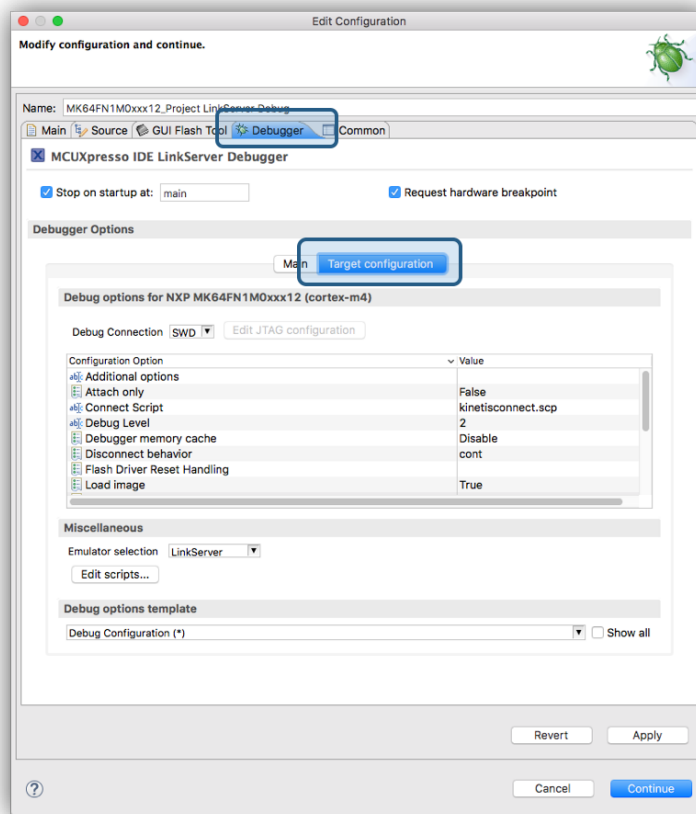 Edit Configuration
Modify configuration and continue.
Name: MK64FN1M0xxx12_Project LinkServer Debug
Main Source GUI Flash Tool Debugger Common
MCUXpresso IDE LinkServer Debugger
Stop on startup at: main Request hardware breakpoint
Debugger Options
Main Target configuration
Debug options for NXP MK64FN1M0xxx12 (cortex-m4)
Debug Connection SWD Edit JTAG configuration
Configuration Option Value
Additional options
Attach only False
Connect Script kinetisconnect.scp
Debug Level 2
Debugger memory cache Disable
Disconnect behavior cont
Flash Driver Reset Handling
Load image True
Miscellaneous
Emulator selection LinkServer
Edit scripts...
Debug options template
Debug Configuration (*) Show all
Revert Apply
? Cancel Continue